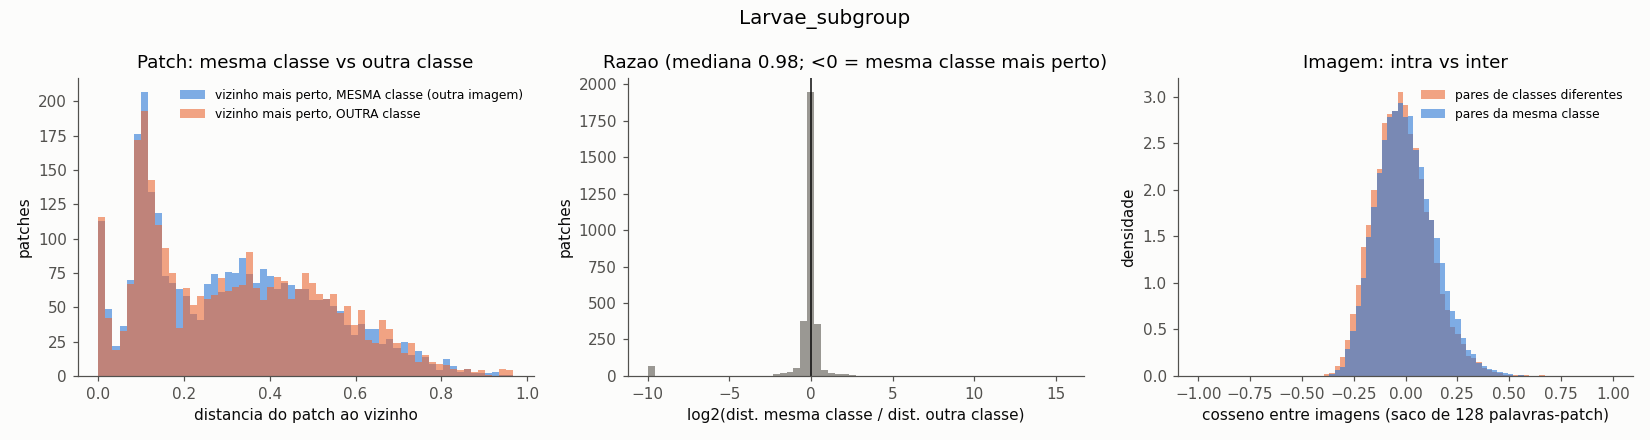 Larvae_subgroup
Patch: mesma classe vs outra classe
vizinho mais perto, MESMA classe (outra imagem)
vizinho mais perto, OUTRA classe
patches
200
175
150
125
100
75
50
25
0
0.0 0.2 0.4 0.6 0.8 1.0
distancia do patch ao vizinho
Razao (mediana 0.98; <0 = mesma classe mais perto)
patches
2000
1750
1500
1250
1000
750
500
250
0
−10 −5 0 5 10 15
log2(dist. mesma classe / dist. outra classe)
Imagem: intra vs inter
pares de classes diferentes
pares da mesma classe
densidade
3.0
2.5
2.0
1.5
1.0
0.5
0.0
−1.00 −0.75 −0.50 −0.25 0.00 0.25 0.50 0.75 1.00
cosseno entre imagens (saco de 128 palavras-patch)